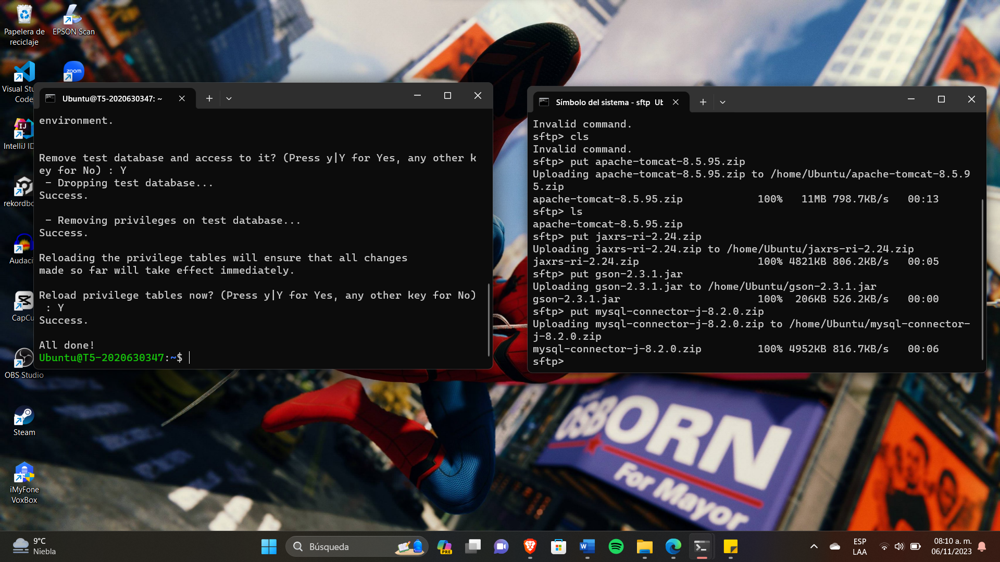 Papelera de
reciclaje
EPSON Scan
zoom
Visual Stu
Code
IJ
IntelliJ ID
rekordbo
Audaci
CapCu
OBS Studio
Steam
iMyFone
VoxBox
Ubuntu@T5-2020630347: ~
environment.
Remove test database and access to it? (Press y|Y for Yes, any other k
ey for No) : Y
 - Dropping test database...
Success.
 - Removing privileges on test database...
Success.
Reloading the privilege tables will ensure that all changes
made so far will take effect immediately.
Reload privilege tables now? (Press y|Y for Yes, any other key for No)
 : Y
Success.
All done!
Ubuntu@T5-2020630347:~$
Símbolo del sistema - sftp Ub
Invalid command.
sftp> cls
Invalid command.
sftp> put apache-tomcat-8.5.95.zip
Uploading apache-tomcat-8.5.95.zip to /home/Ubuntu/apache-tomcat-8.5.9
5.zip
apache-tomcat-8.5.95.zip 100% 11MB 798.7KB/s 00:13
sftp> ls
apache-tomcat-8.5.95.zip
sftp> put jaxrs-ri-2.24.zip
Uploading jaxrs-ri-2.24.zip to /home/Ubuntu/jaxrs-ri-2.24.zip
jaxrs-ri-2.24.zip 100% 4821KB 806.2KB/s 00:05
sftp> put gson-2.3.1.jar
Uploading gson-2.3.1.jar to /home/Ubuntu/gson-2.3.1.jar
gson-2.3.1.jar 100% 206KB 526.2KB/s 00:00
sftp> put mysql-connector-j-8.2.0.zip
Uploading mysql-connector-j-8.2.0.zip to /home/Ubuntu/mysql-connector-
j-8.2.0.zip
mysql-connector-j-8.2.0.zip 100% 4952KB 816.7KB/s 00:06
sftp>
OSBORN
For Mayor
9°C
Niebla
Búsqueda
PRE
W
ESP
LAA
08:10 a. m.
06/11/2023